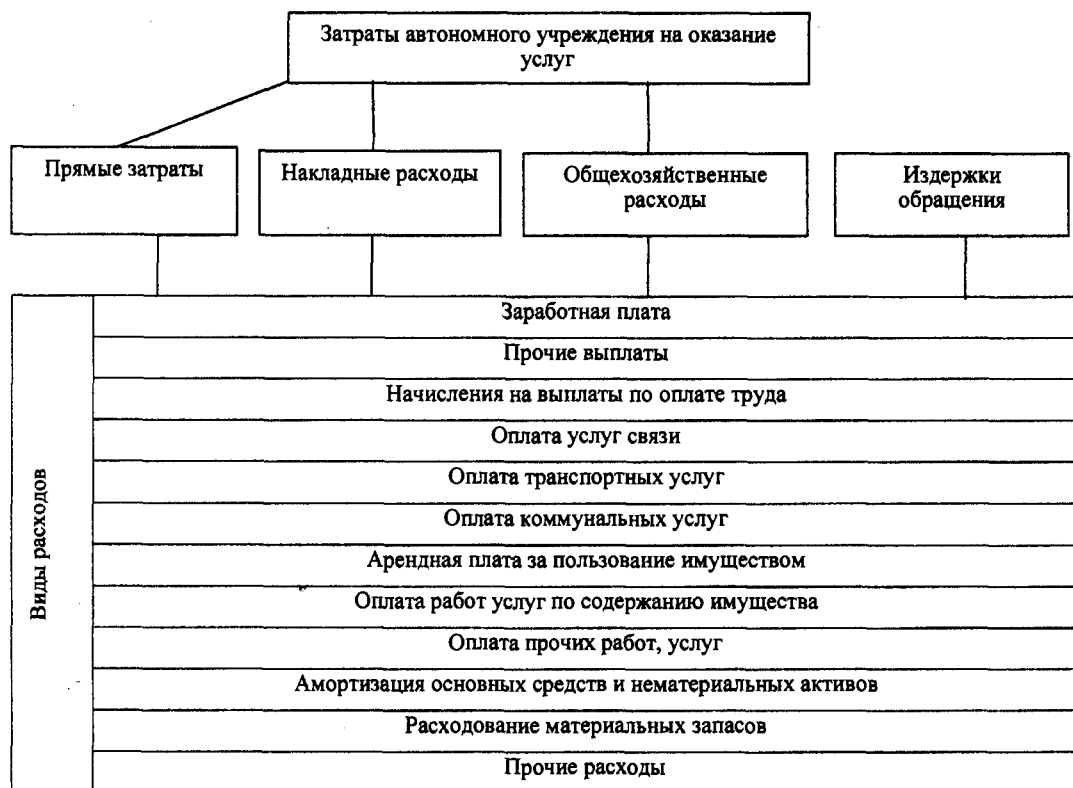 Затраты автономного учреждения на оказание
услуг
Прямые затраты
Накладные расходы
Общехозяйственные
расходы
Издержки
обращения
Виды расходов
Заработная плата
Прочие выплаты
Начисления на выплаты по оплате труда
Оплата услуг связи
Оплата транспортных услуг
Оплата коммунальных услуг
Арендная плата за пользование имуществом
Оплата работ услуг по содержанию имущества
Оплата прочих работ, услуг
Амортизация основных средств и нематериальных активов
Расходование материальных запасов
Прочие расходы